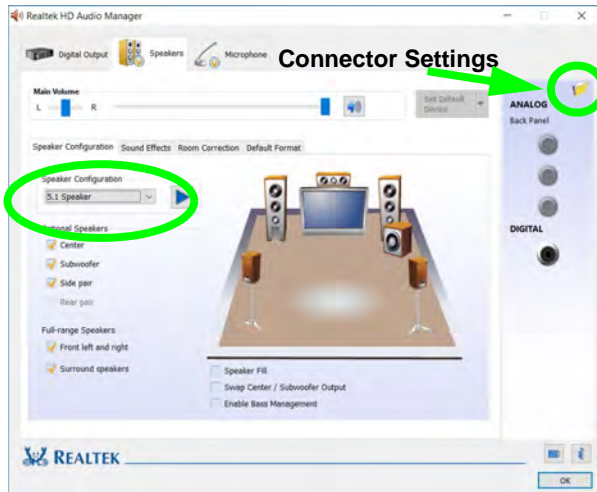 Realtek HD Audio Manager
Digital Output
Speakers
Microphone
Connector Settings
Main Volume
L
R
Set Default
Device
ANALOG
Back Panel
Speaker Configuration
Sound Effects
Room Correction
Default Format
Speaker Configuration
5.1 Speaker
Optional Speakers
Center
Subwoofer
Side pair
Rear pair
Full-range Speakers
Front left and right
Surround speakers
Speaker Fill
Swap Center / Subwoofer Output
Enable Bass Management
DIGITAL
REALTEK
OK